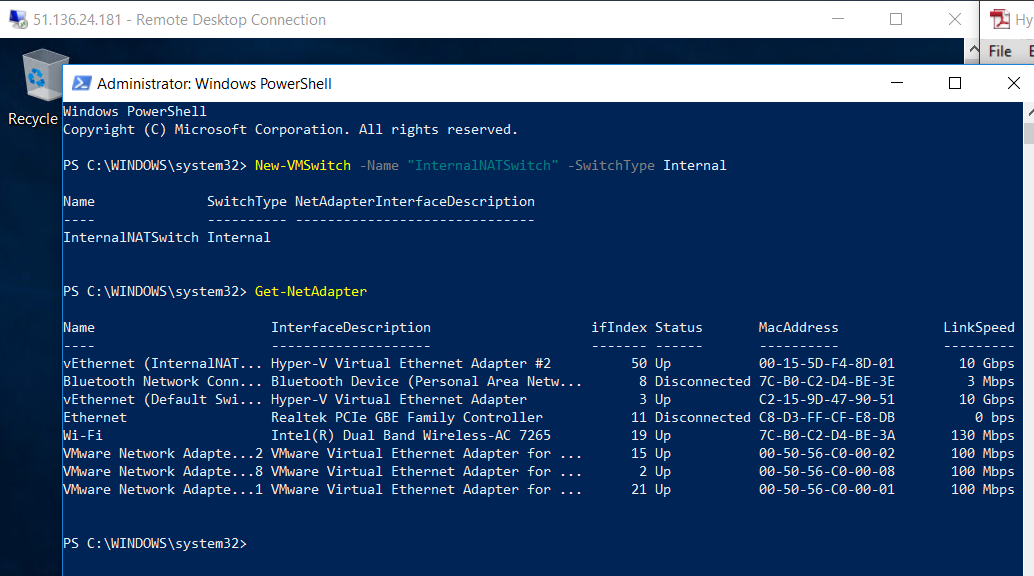 51.136.24.181 - Remote Desktop Connection
Hy
File
Administrator: Windows PowerShell
Recycle
Windows PowerShell
Copyright (C) Microsoft Corporation. All rights reserved.
PS C:\WINDOWS\system32> New-VMSwitch -Name "InternalNATSwitch" -SwitchType Internal
Name SwitchType NetAdapterInterfaceDescription
---- ---------- ------------------------------
InternalNATSwitch Internal
PS C:\WINDOWS\system32> Get-NetAdapter
Name InterfaceDescription ifIndex Status MacAddress LinkSpeed
---- -------------------- ------- ------ ---------- ---------
vEthernet (InternalNAT... Hyper-V Virtual Ethernet Adapter #2 50 Up 00-15-5D-F4-8D-01 10 Gbps
Bluetooth Network Conn... Bluetooth Device (Personal Area Netw... 8 Disconnected 7C-B0-C2-D4-BE-3E 3 Mbps
vEthernet (Default Swi... Hyper-V Virtual Ethernet Adapter 3 Up C2-15-9D-47-90-51 10 Gbps
Ethernet Realtek PCIe GBE Family Controller 11 Disconnected C8-D3-FF-CF-E8-DB 0 bps
Wi-Fi Intel(R) Dual Band Wireless-AC 7265 19 Up 7C-B0-C2-D4-BE-3A 130 Mbps
VMware Network Adapte...2 VMware Virtual Ethernet Adapter for ... 15 Up 00-50-56-C0-00-02 100 Mbps
VMware Network Adapte...8 VMware Virtual Ethernet Adapter for ... 2 Up 00-50-56-C0-00-08 100 Mbps
VMware Network Adapte...1 VMware Virtual Ethernet Adapter for ... 21 Up 00-50-56-C0-00-01 100 Mbps
PS C:\WINDOWS\system32>